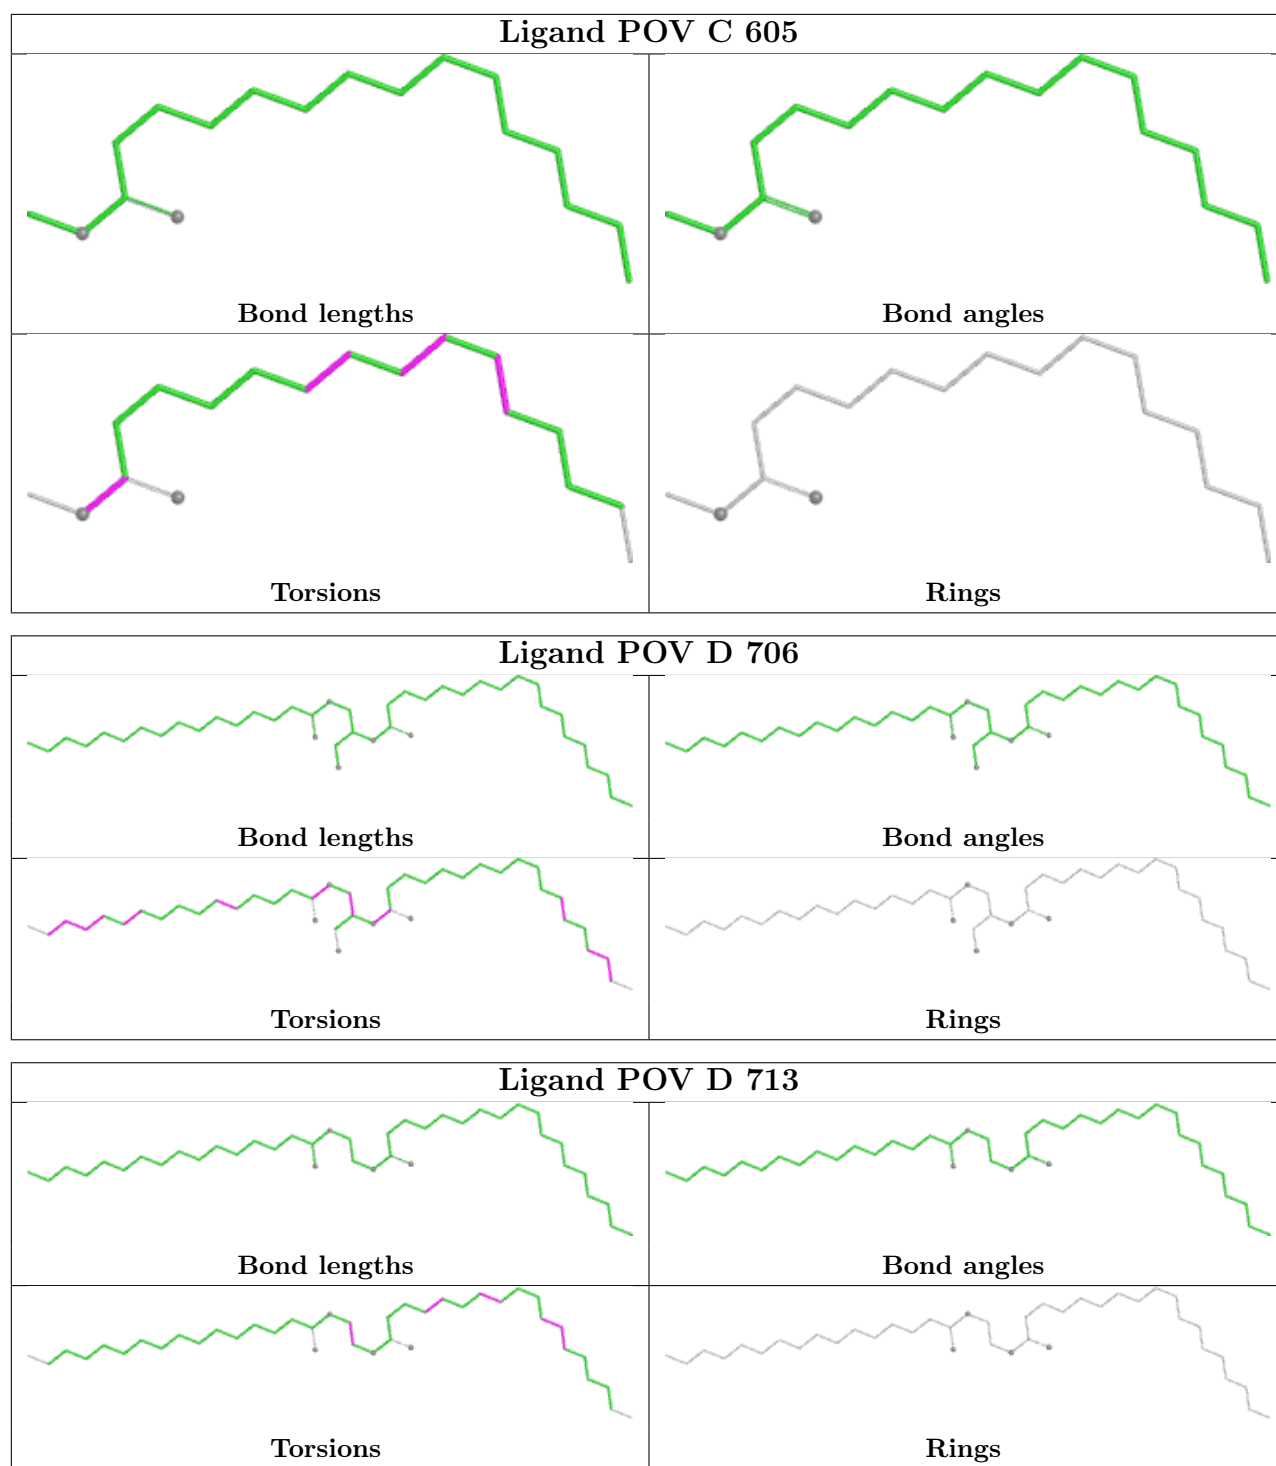 Ligand POV C 605
Bond lengths
Bond angles
Torsions
Rings
Ligand POV D 706
Bond lengths
Bond angles
Torsions
Rings
Ligand POV D 713
Bond lengths
Bond angles
Torsions
Rings